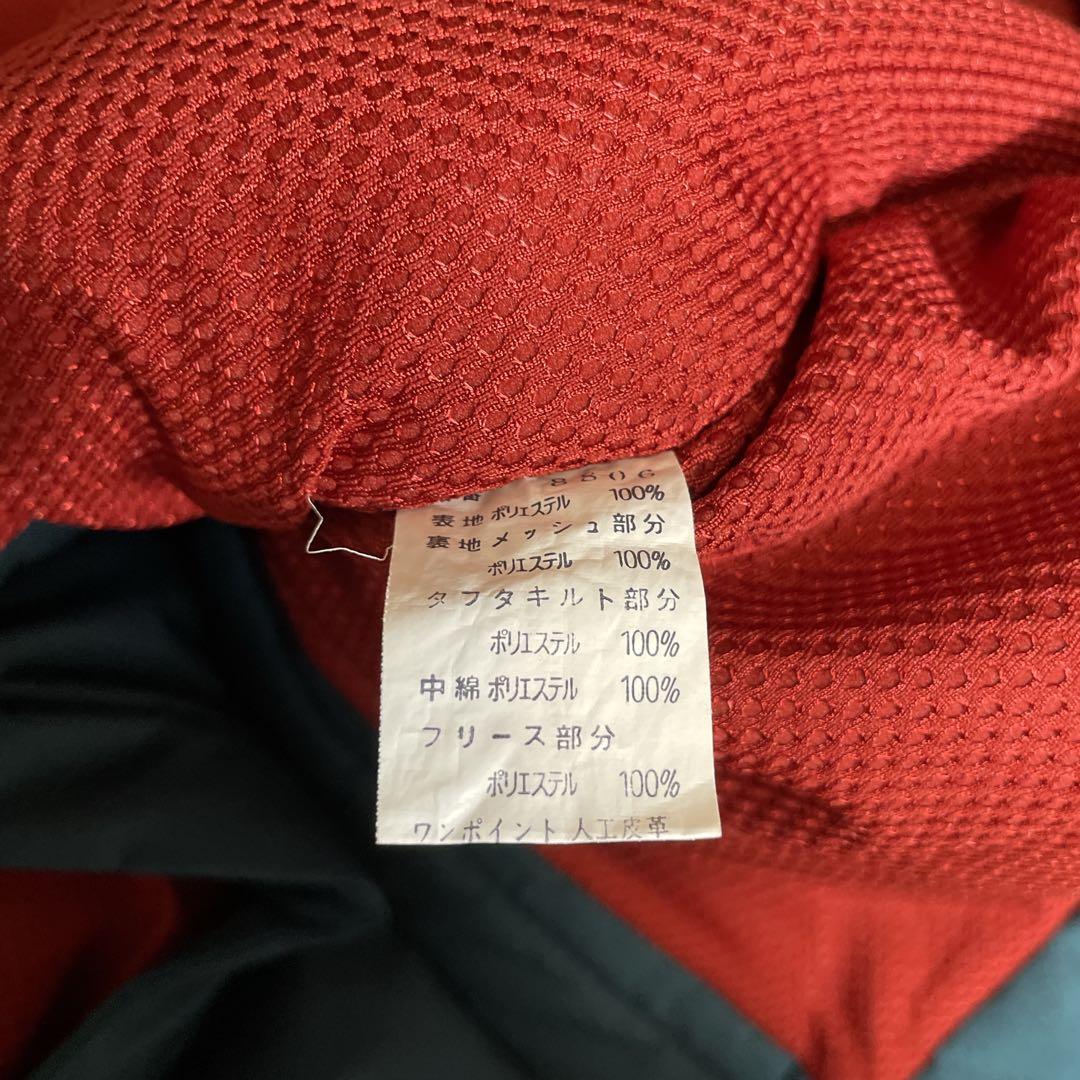 番 8506
表地 ポリエステル 100%
裏地メッシュ部分
ポリエステル 100%
タフタキルト部分
ポリエステル 100%
中綿 ポリエステル 100%
フリース部分
ポリエステル 100%
ワンポイント 人工皮革